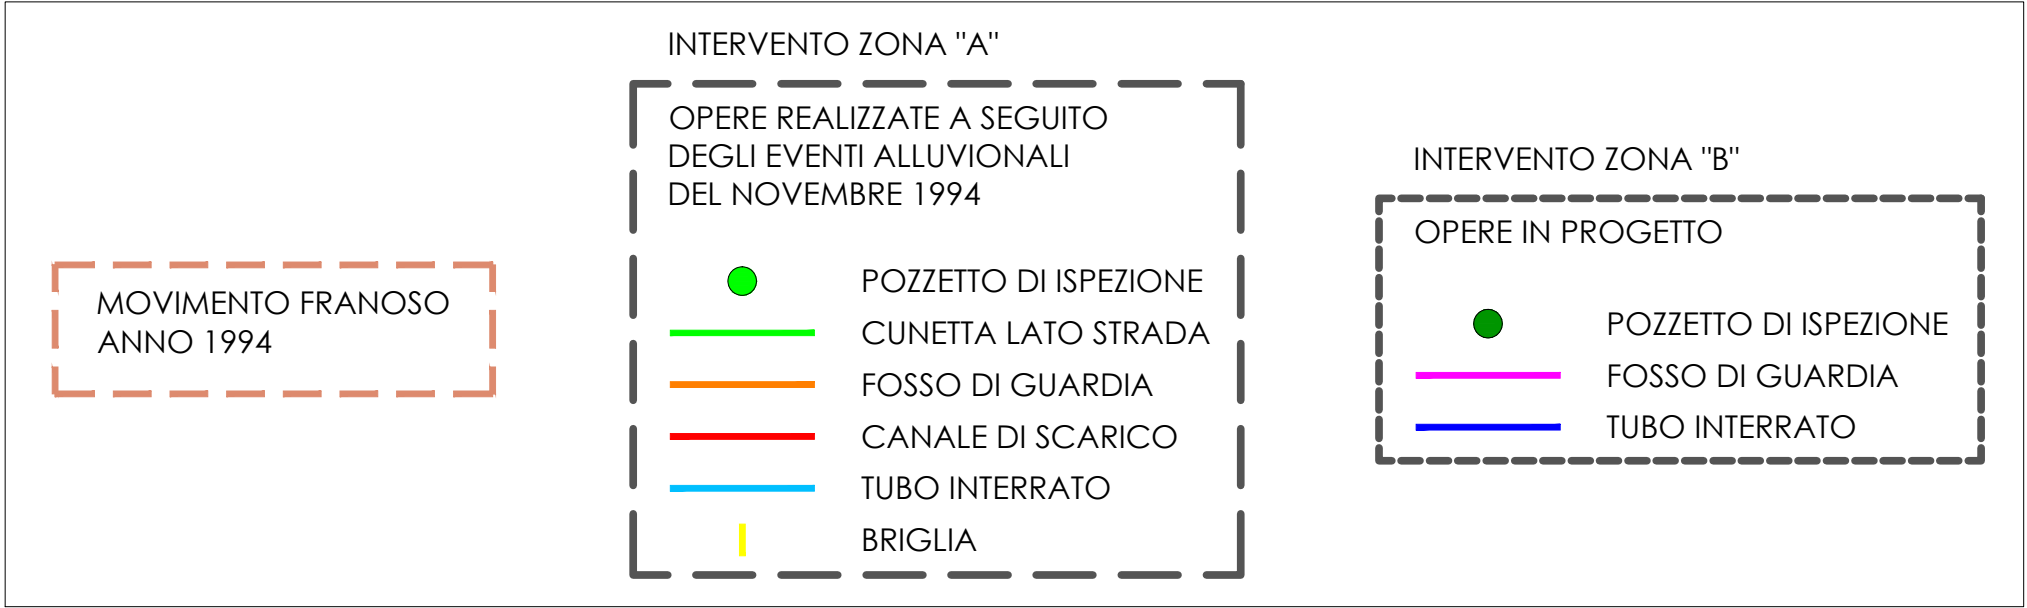 MOVIMENTO FRANOSO
ANNO 1994
INTERVENTO ZONA "A"
OPERE REALIZZATE A SEGUITO
DEGLI EVENTI ALLUVIONALI
DEL NOVEMBRE 1994
POZZETTO DI ISPEZIONE
CUNETTA LATO STRADA
FOSSO DI GUARDIA
CANALE DI SCARICO
TUBO INTERRATO
BRIGLIA
INTERVENTO ZONA "B"
OPERE IN PROGETTO
POZZETTO DI ISPEZIONE
FOSSO DI GUARDIA
TUBO INTERRATO